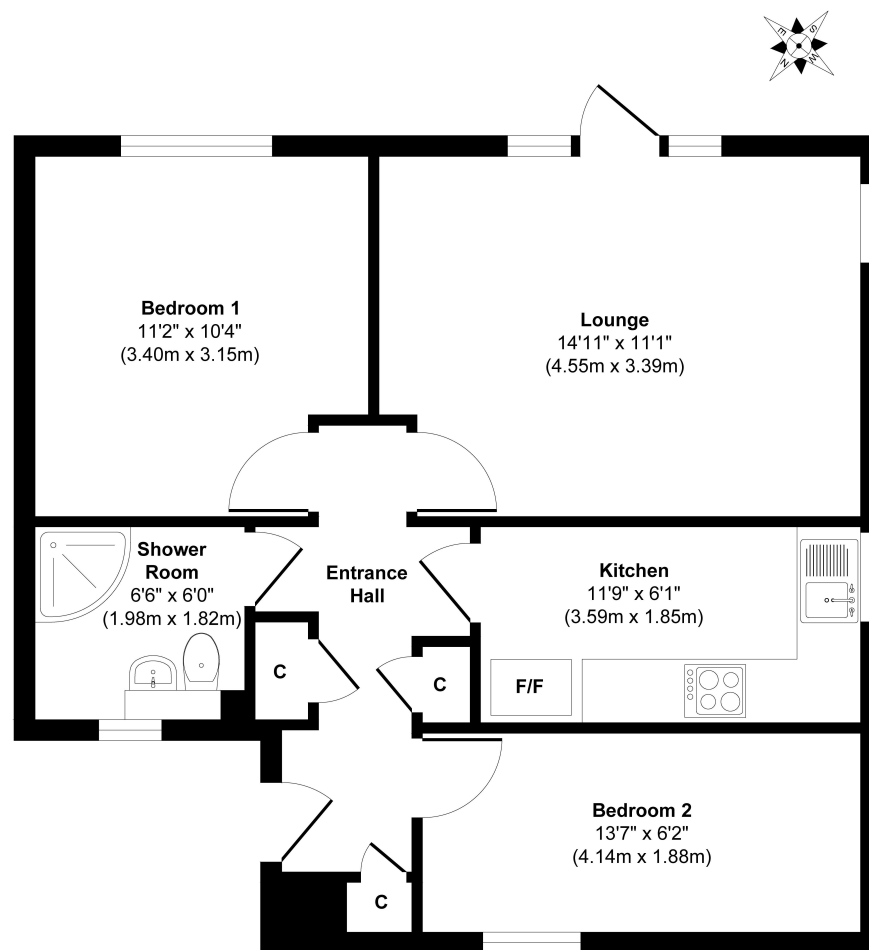 S
E
W
N
Bedroom 1
11'2" x 10'4"
(3.40m x 3.15m)
Lounge
14'11" x 11'1"
(4.55m x 3.39m)
Shower
Room
6'6" x 6'0"
(1.98m x 1.82m)
Entrance
Hall
Kitchen
11'9" x 6'1"
(3.59m x 1.85m)
C
C
F/F
Bedroom 2
13'7" x 6'2"
(4.14m x 1.88m)
C